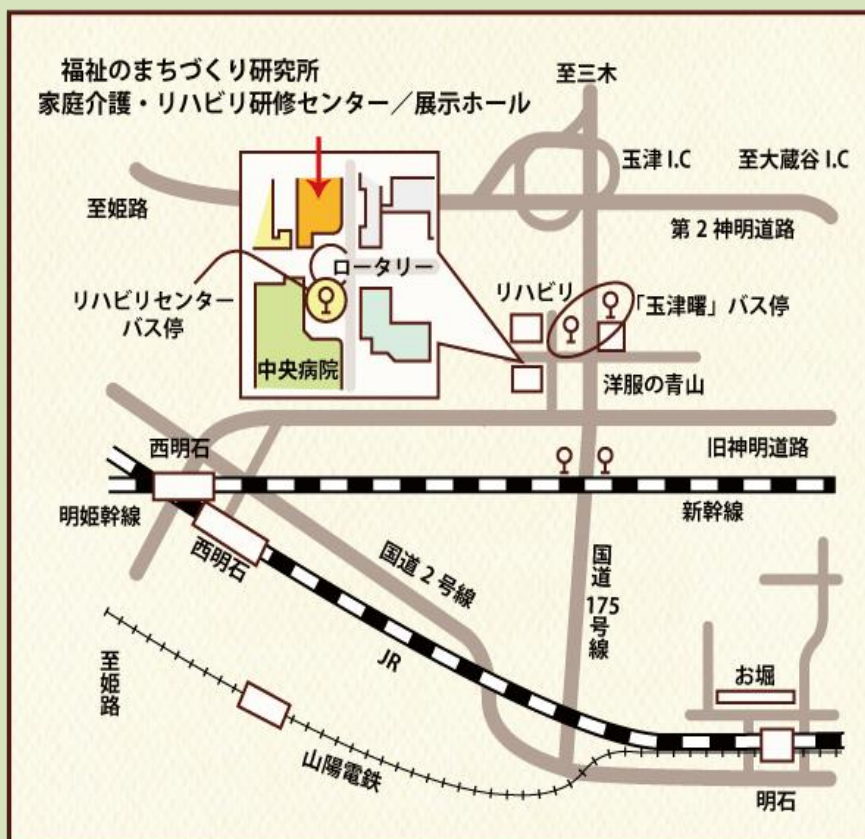 福祉のまちづくり研究所
家庭介護・リハビリ研修センター／展示ホール
至三木
玉津 I.C
至大蔵谷 I.C
至姫路
第２神明道路
ロータリー
リハビリセンター
バス停
中央病院
リハビリ
「玉津曙」バス停
洋服の青山
旧神明道路
西明石
明姫幹線
新幹線
西明石
国道２号線
国道175号線
JR
至姫路
お堀
山陽電鉄
明石